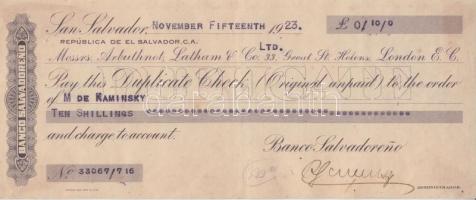 San Salvador, NOVEMBER FIFTEENTH 1923. £ 0/10/0
REPÚBLICA DE EL SALVADOR, C.A.
Messrs. Arbuthnot, Latham & Co. LTD. 33, Great St. Helens, London E.C.
Pay this Duplicate Check (Original unpaid) to the order
of M DE KAMINSKY
TEN SHILLINGS
and charge to account.
Banco Salvadoreño
No 33067/716
BANCO SALVADOREÑO